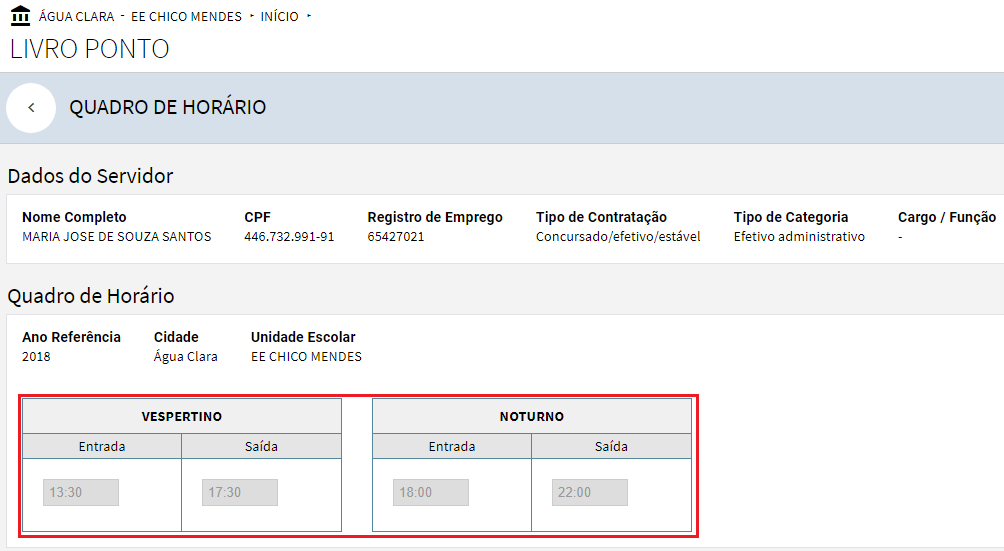 ÁGUA CLARA - EE CHICO MENDES ‣ INÍCIO ‣
LIVRO PONTO
QUADRO DE HORÁRIO
Dados do Servidor
Nome Completo CPF Registro de Emprego Tipo de Contratação Tipo de Categoria Cargo / Função
MARIA JOSE DE SOUZA SANTOS 446.732.991-91 65427021 Concursado/efetivo/estável Efetivo administrativo -
Quadro de Horário
Ano Referência Cidade Unidade Escolar
2018 Água Clara EE CHICO MENDES
VESPERTINO NOTURNO
Entrada Saída Entrada Saída
13:30 17:30 18:00 22:00